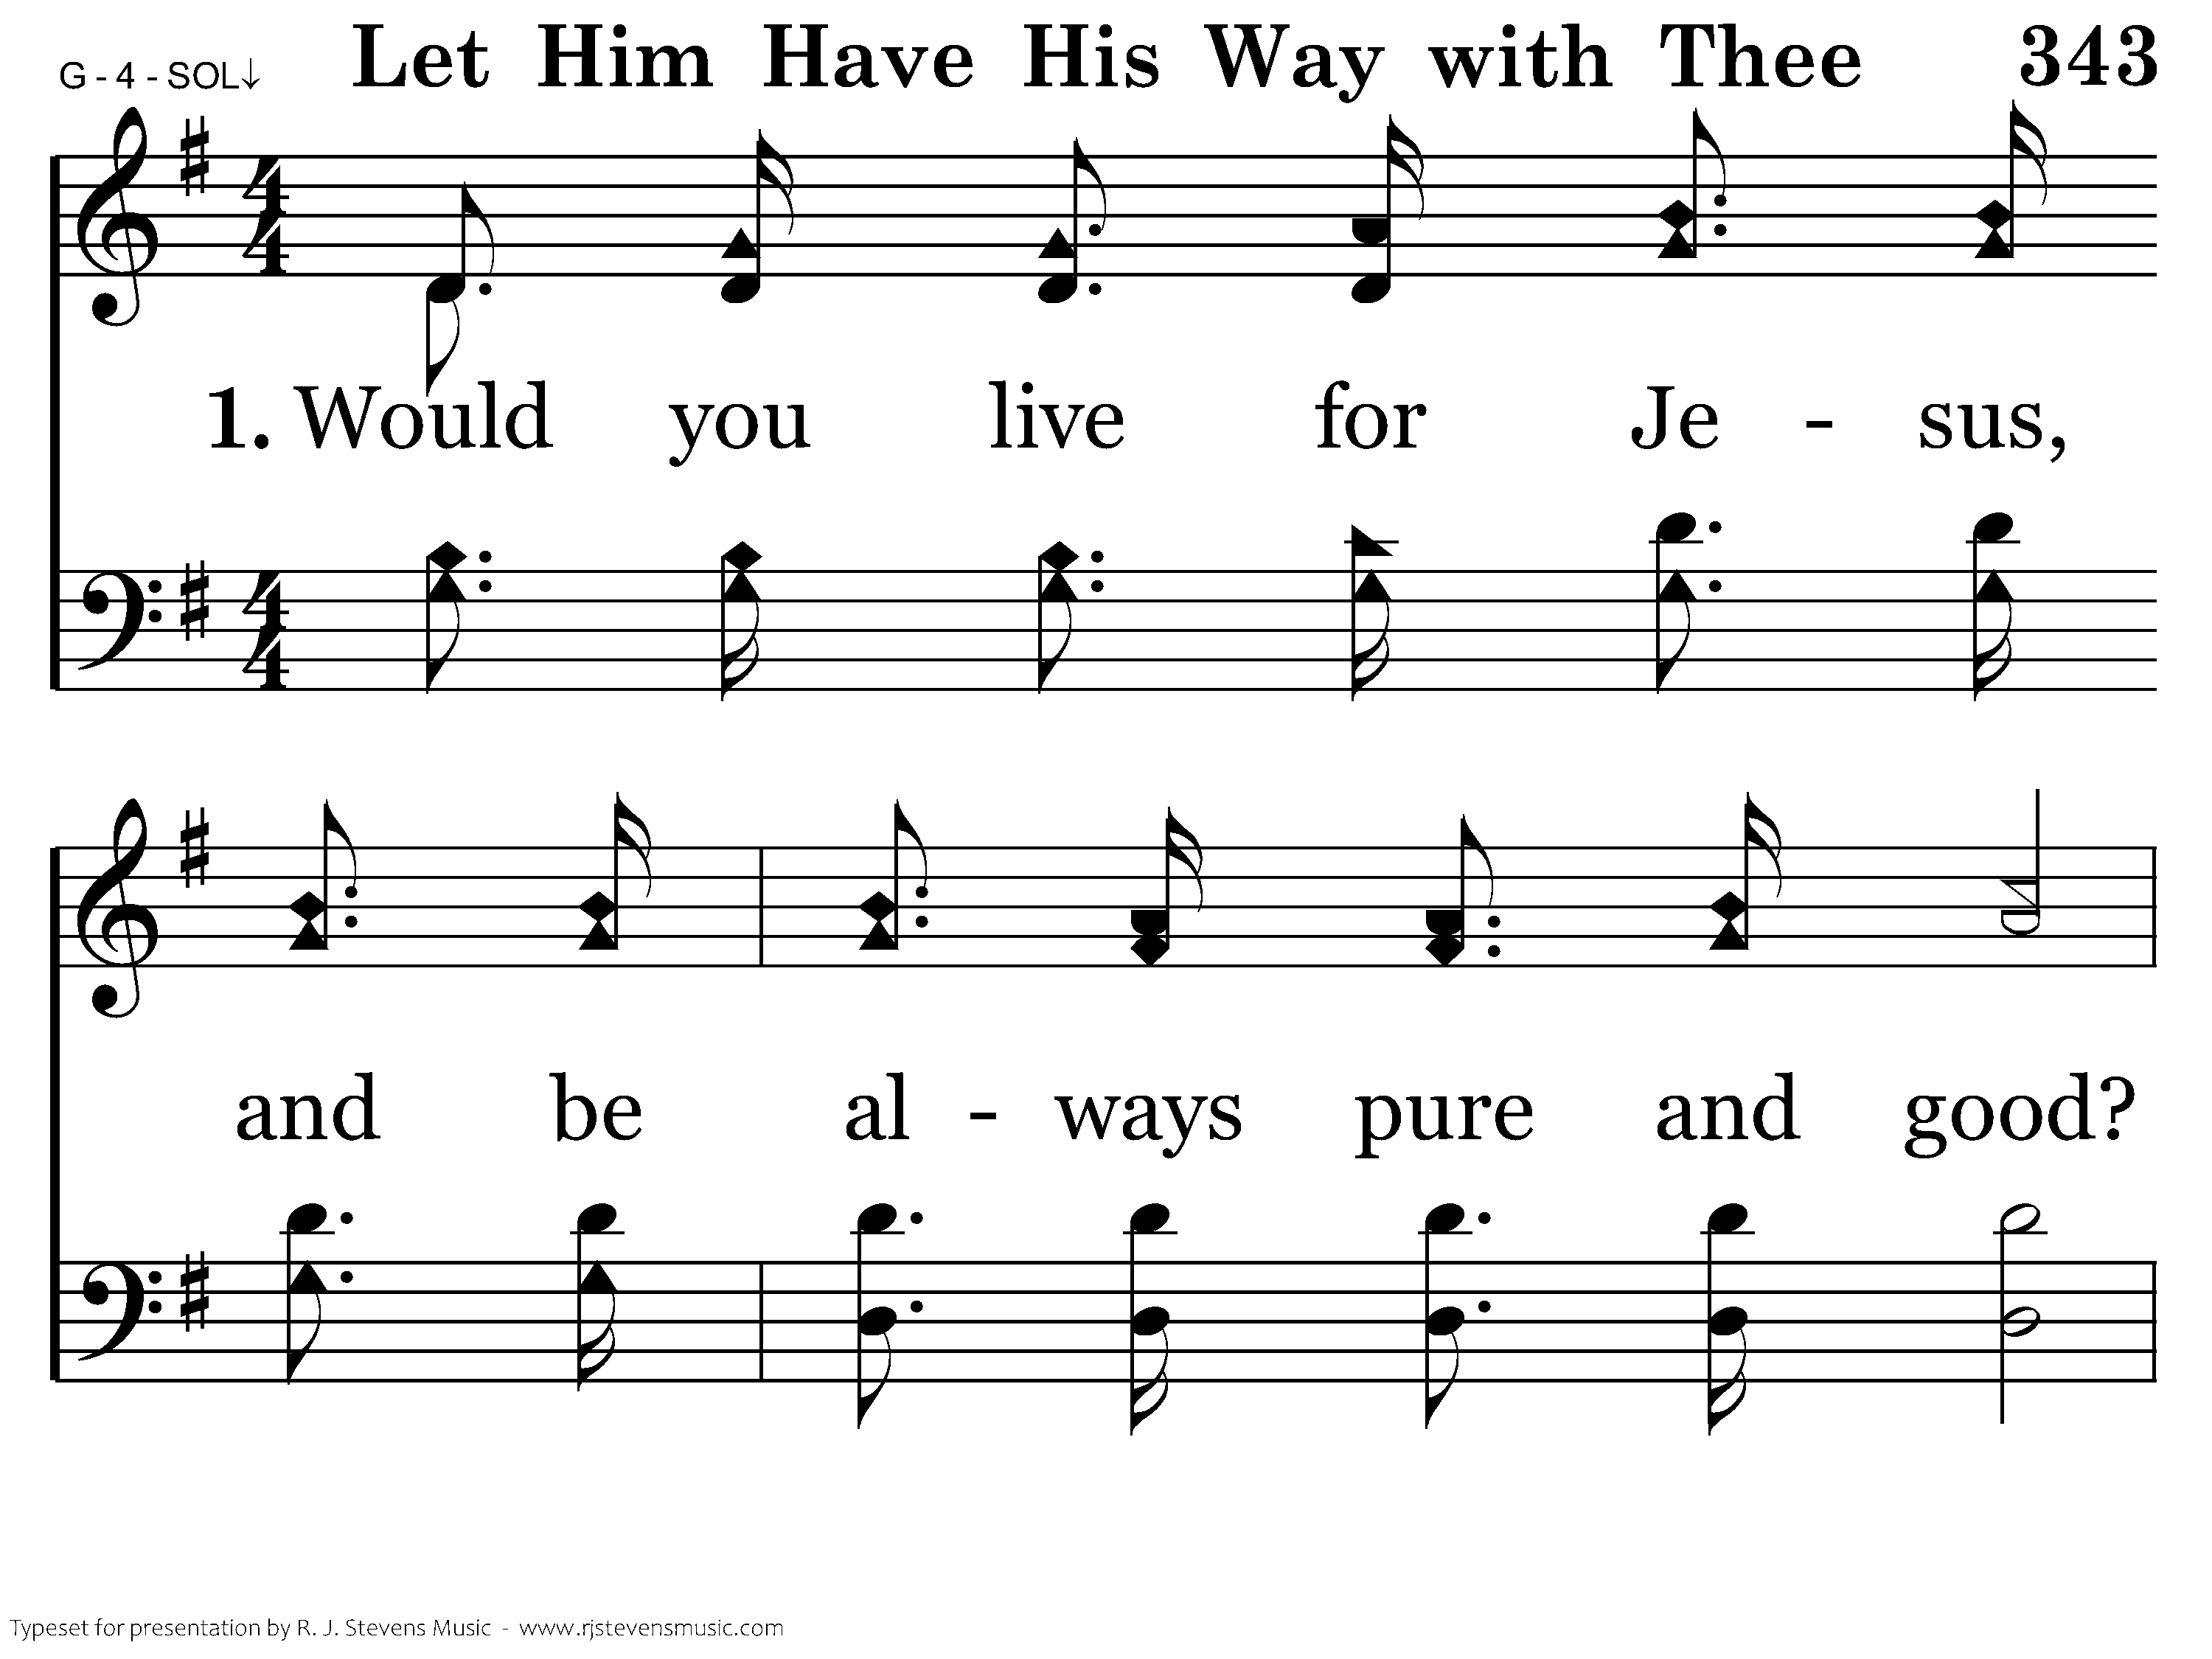 G - 4 - SOL↓ Let Him Have His Way with Thee 343
1. Would you live for Je - sus,
and be al - ways pure and good?
Typeset for presentation by R. J. Stevens Music - www.rjstevensmusic.com